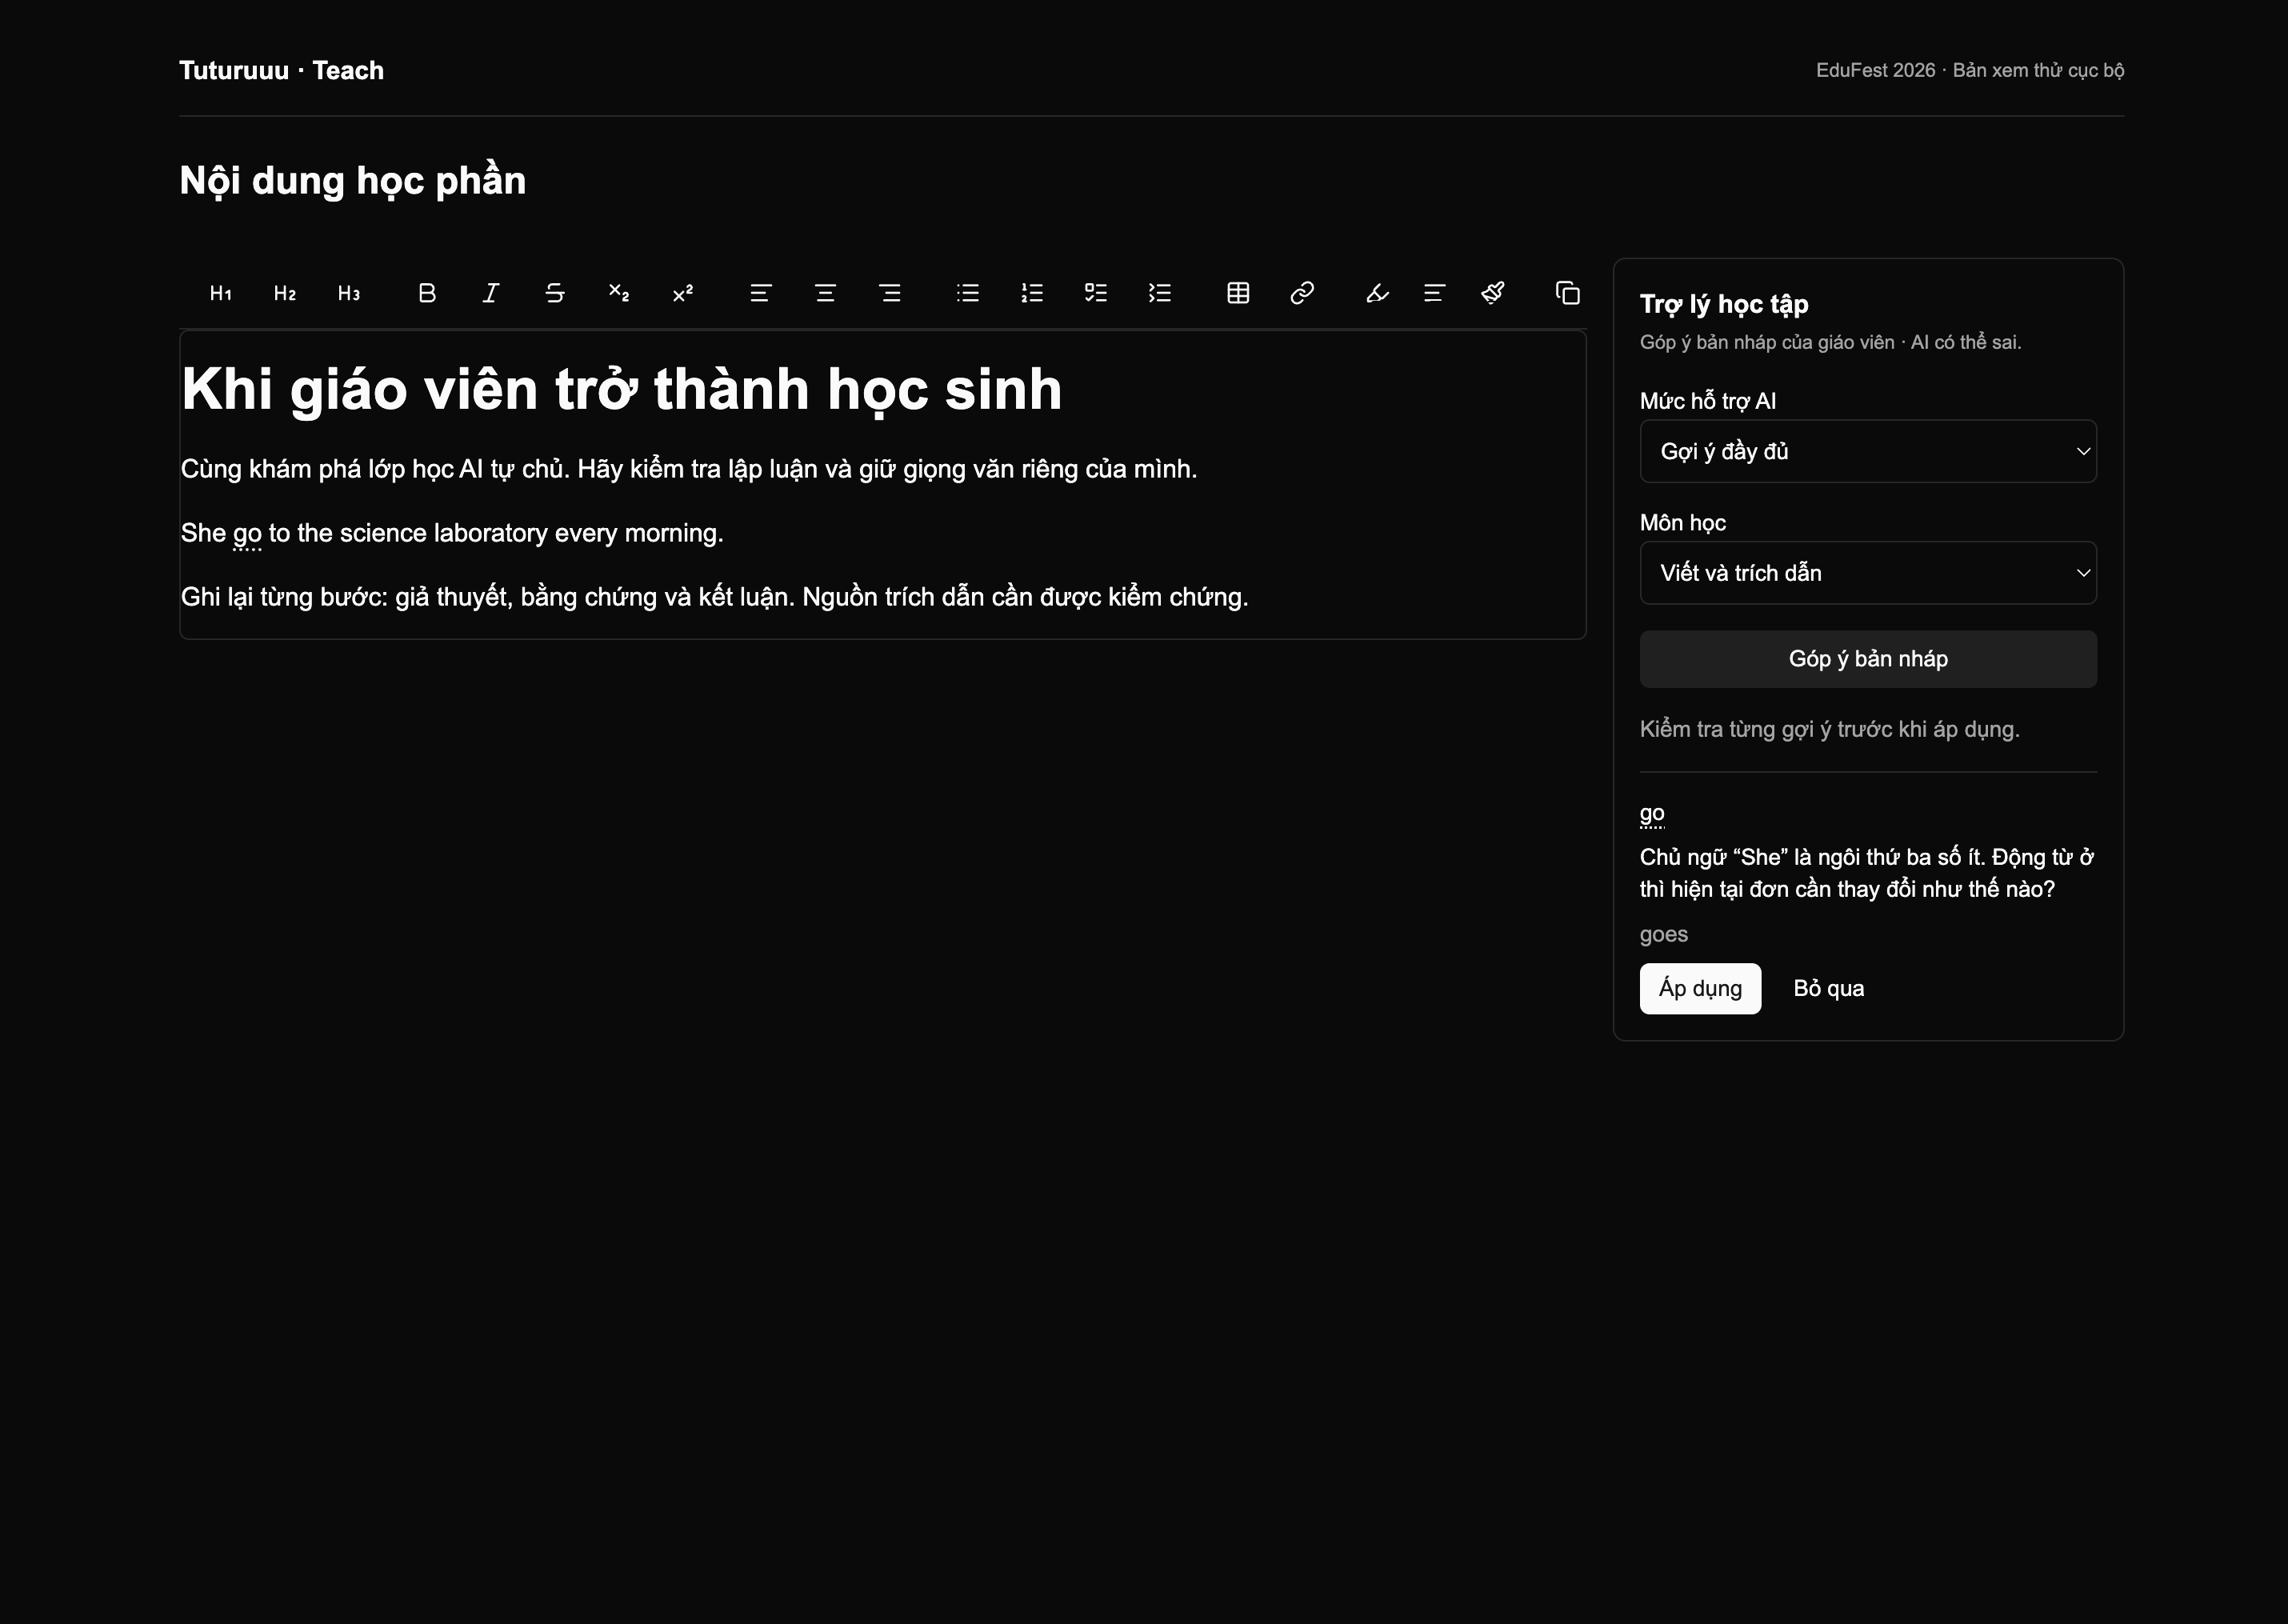 Tuturuuu · Teach
EduFest 2026 · Bản xem thử cục bộ
Nội dung học phần
H1 H2 H3 B I S x2 x2
Khi giáo viên trở thành học sinh
Cùng khám phá lớp học AI tự chủ. Hãy kiểm tra lập luận và giữ giọng văn riêng của mình.
She go to the science laboratory every morning.
Ghi lại từng bước: giả thuyết, bằng chứng và kết luận. Nguồn trích dẫn cần được kiểm chứng.
Trợ lý học tập
Góp ý bản nháp của giáo viên · AI có thể sai.
Mức hỗ trợ AI
Gợi ý đầy đủ
Môn học
Viết và trích dẫn
Góp ý bản nháp
Kiểm tra từng gợi ý trước khi áp dụng.
go
Chủ ngữ “She” là ngôi thứ ba số ít. Động từ ở
thì hiện tại đơn cần thay đổi như thế nào?
goes
Áp dụng
Bỏ qua